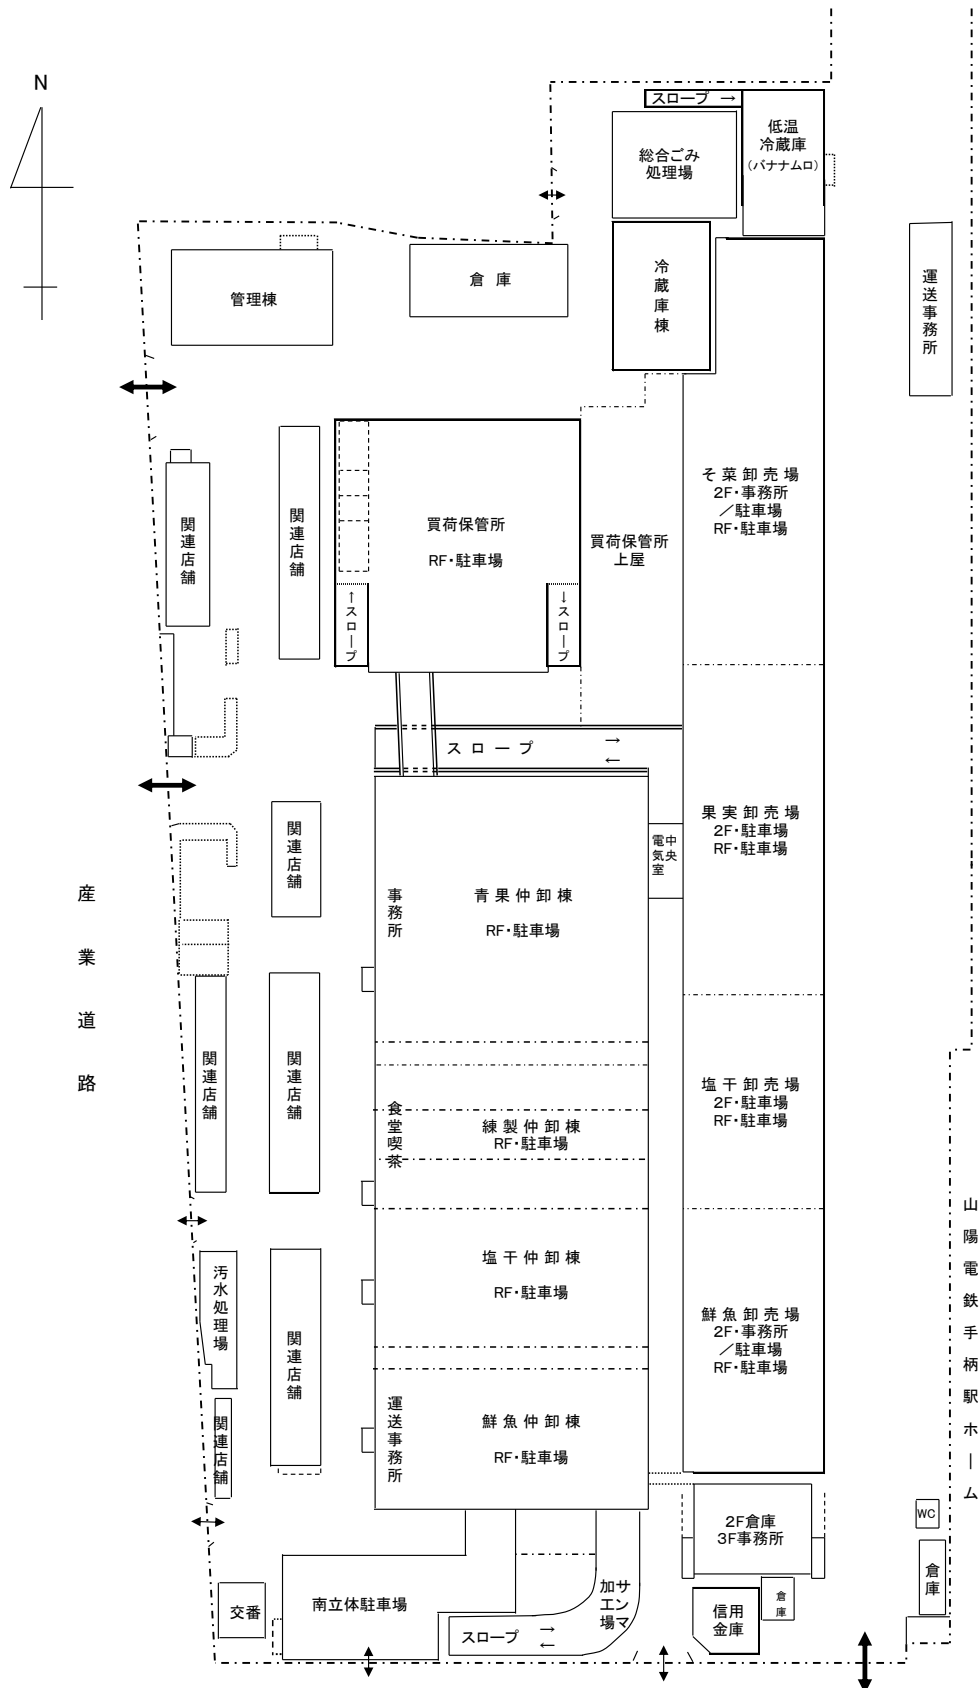 N
スロープ →
低温
冷蔵庫
(バナナムロ)
総合ごみ
処理場
管理棟
倉 庫
冷蔵庫棟
運送事務所
関連店舗
関連店舗
買荷保管所
RF・駐車場
↑スロープ
↓スロープ
買荷保管所
上屋
そ菜卸売場
2F・事務所
／駐車場
RF・駐車場
スロープ
→
←
関連店舗
中央
電気室
果実卸売場
2F・駐車場
RF・駐車場
産業道路
事務所
青果仲卸棟
RF・駐車場
関連店舗
関連店舗
食堂喫茶
練製仲卸棟
RF・駐車場
塩干卸売場
2F・駐車場
RF・駐車場
山陽電鉄手柄駅ホーム
汚水処理場
関連店舗
塩干仲卸棟
RF・駐車場
鮮魚卸売場
2F・事務所
／駐車場
RF・駐車場
関連店舗
運送事務所
鮮魚仲卸棟
RF・駐車場
2F倉庫
3F事務所
WC
倉庫
交番
南立体駐車場
スロープ
→
←
サンマ
加工場
信用
金庫
倉庫